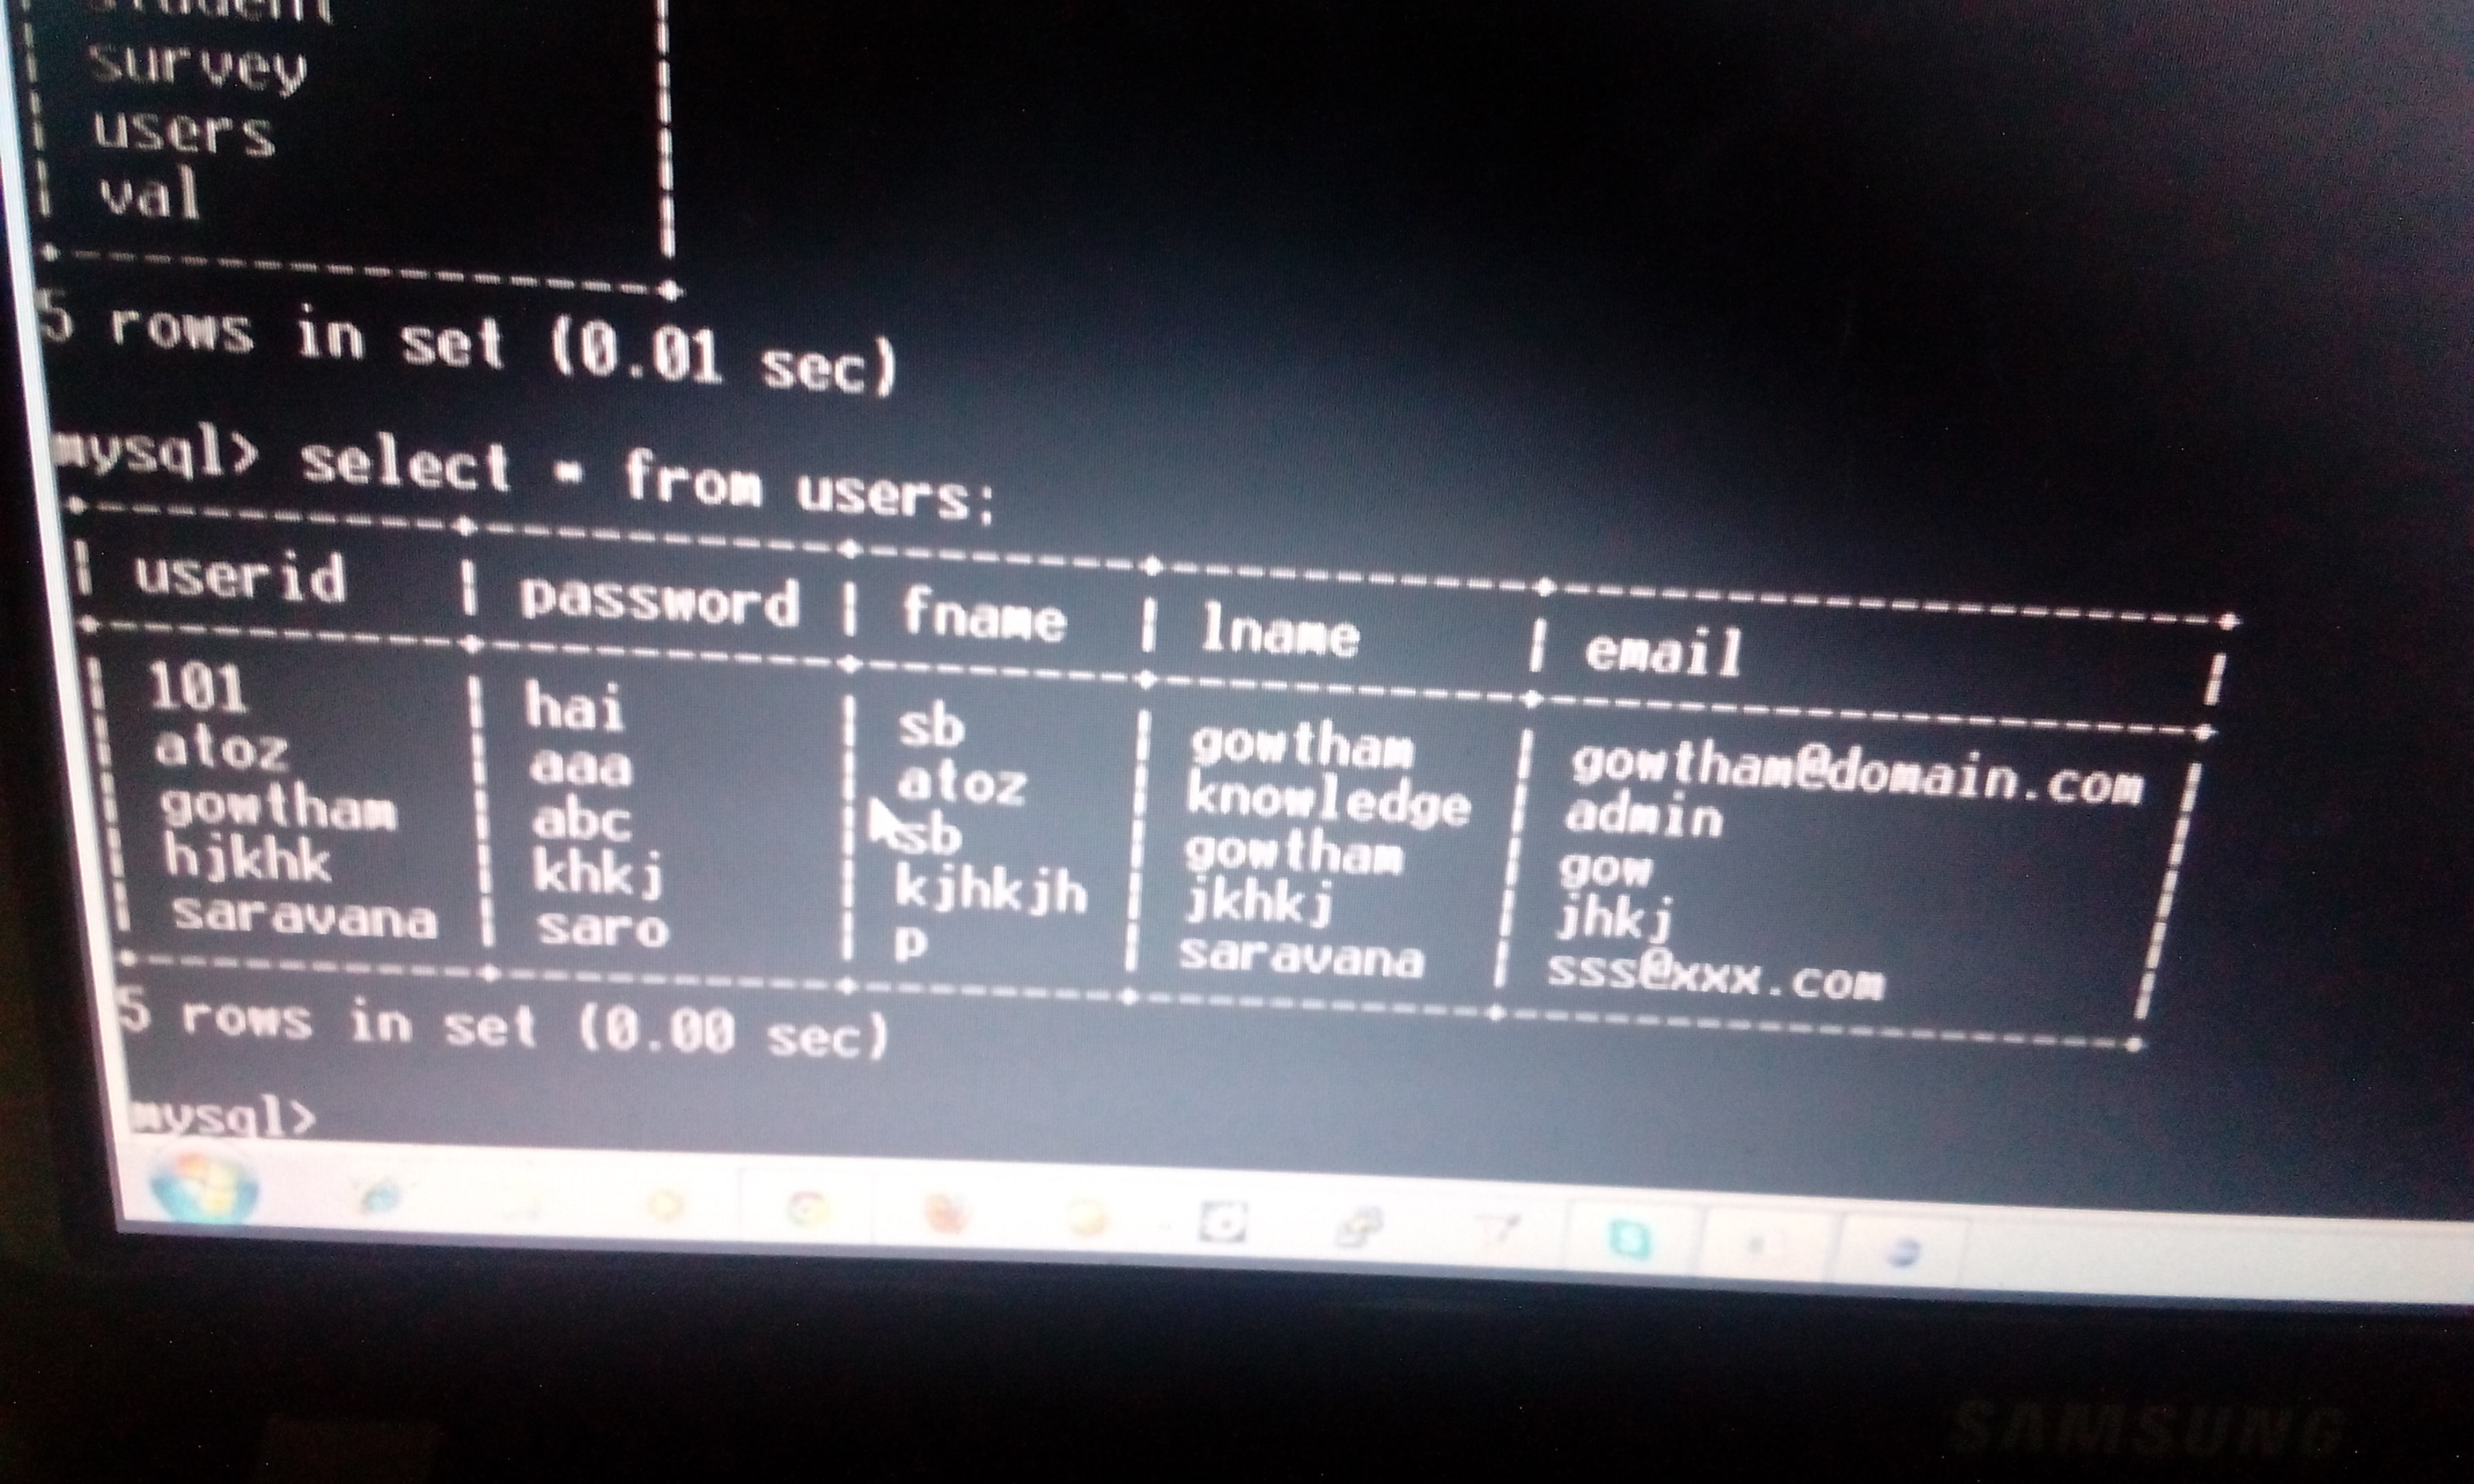 student
survey
users
val
5 rows in set (0.01 sec)
mysql> select * from users;
userid | password | fname | lname | email
101 | hai | sb | gowtham | gowtham@domain.com
atoz | aaa | atoz | knowledge | admin
gowtham | abc | sb | gowtham | gow
hjkhk | khkj | kjhkjh | jkhkj | jhkj
saravana | saro | p | saravana | sss@xxx.com
5 rows in set (0.00 sec)
mysql>
SAMSUNG